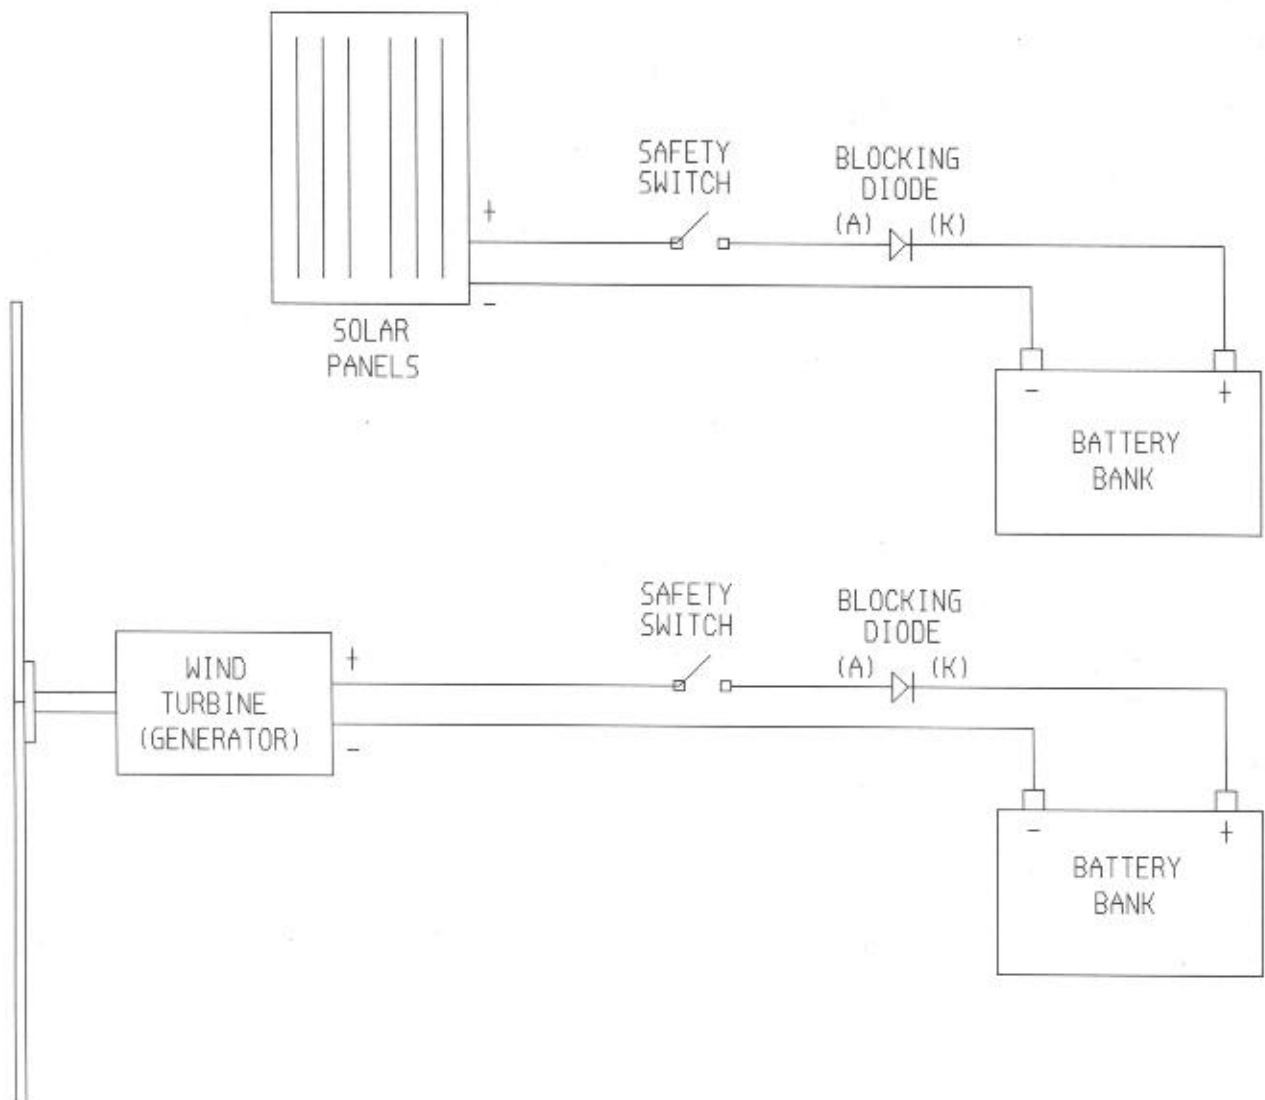 SAFETY
SWITCH
BLOCKING
DIODE
(A) (K)
+
-
SOLAR
PANELS
- +
BATTERY
BANK
SAFETY
SWITCH
BLOCKING
DIODE
(A) (K)
+
WIND
TURBINE
(GENERATOR)
-
- +
BATTERY
BANK